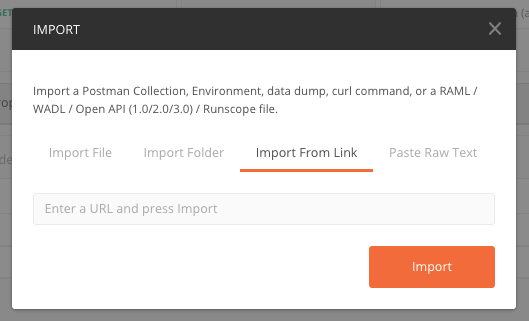 GET
IMPORT
Import a Postman Collection, Environment, data dump, curl command, or a RAML /
WADL / Open API (1.0/2.0/3.0) / Runscope file.
Import File
Import Folder
Import From Link
Paste Raw Text
Enter a URL and press Import
Import